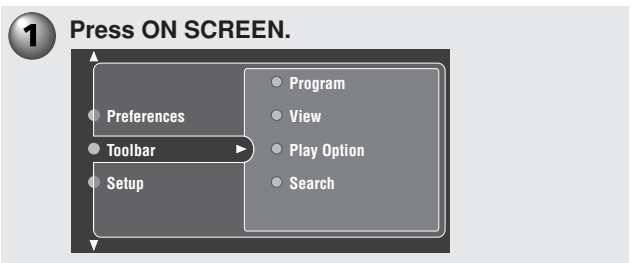 1 Press ON SCREEN.
Program
Preferences
View
Toolbar
Play Option
Setup
Search